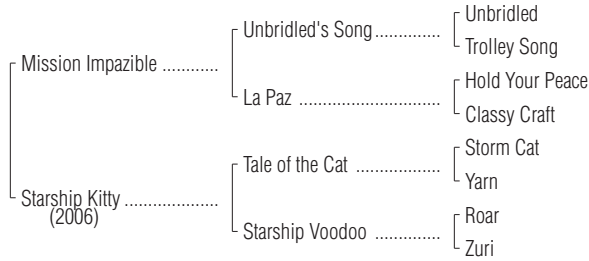 Unbridled
Unbridled's Song..............
Trolley Song
Mission Impazible ............
Hold Your Peace
La Paz ..............................
Classy Craft
Storm Cat
Tale of the Cat ..................
Yarn
Starship Kitty ....................
(2006)
Roar
Starship Voodoo ..............
Zuri